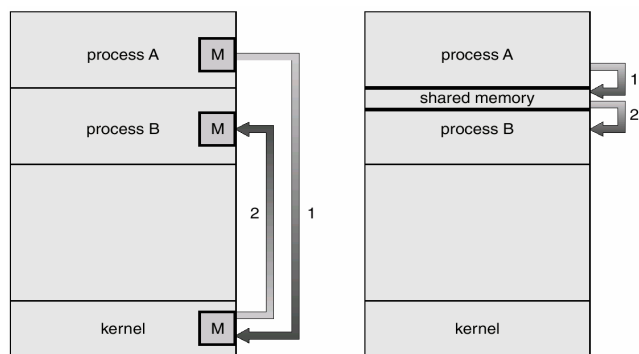 process A
M
process B
M
2
1
kernel
M
process A
1
shared memory
2
process B
kernel